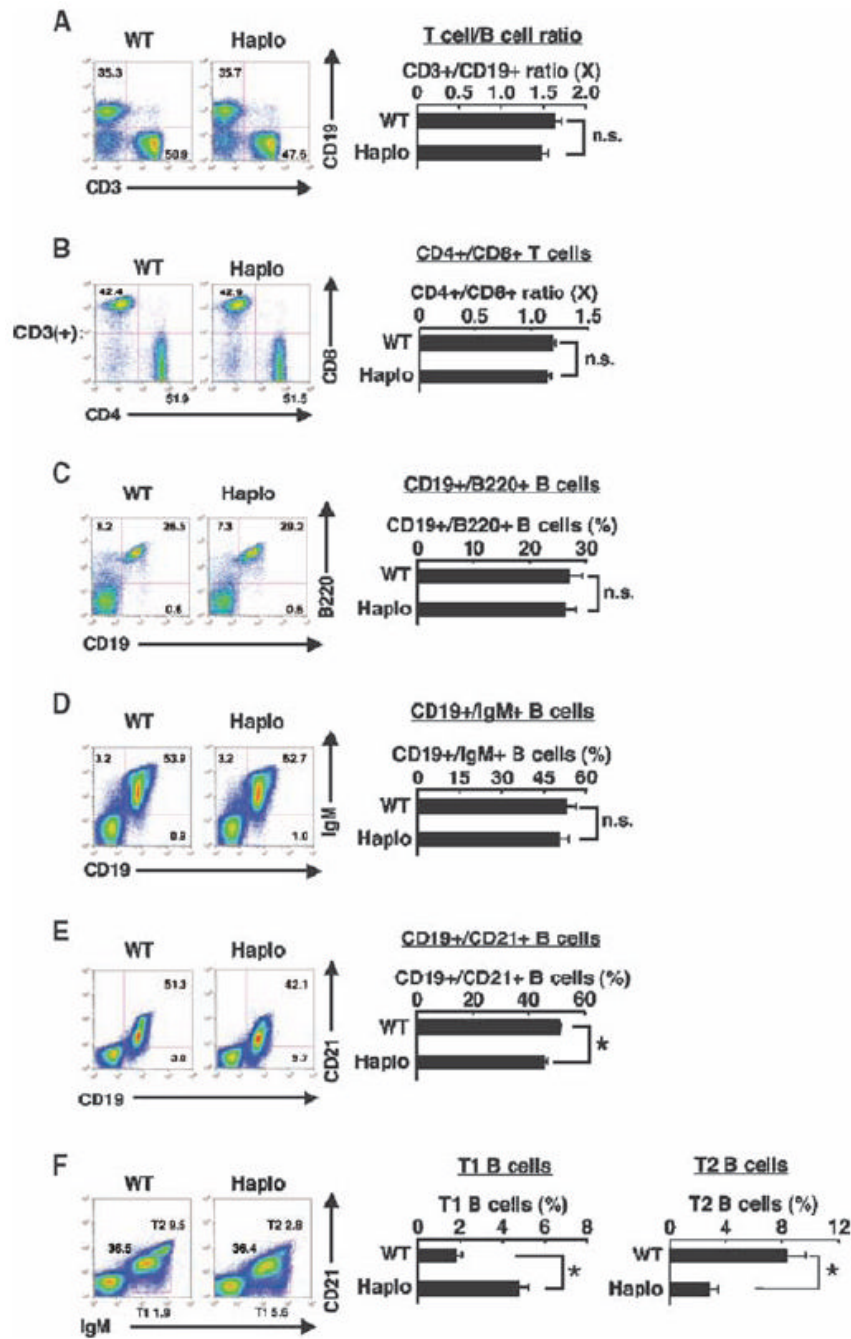 A
WT Haplo
T cell/B cell ratio
CD3+/CD19+ ratio (X)
0 0.5 1.0 1.5 2.0
35.3 35.7
50.9 47.5
CD19
CD3
WT
Haplo
n.s.
B
WT Haplo
CD4+/CD8+ T cells
CD4+/CD8+ ratio (X)
0 0.5 1.0 1.5
42.4 42.9
CD3(+):
51.9 51.5
CD8
CD4
WT
Haplo
n.s.
C
WT Haplo
CD19+/B220+ B cells
CD19+/B220+ B cells (%)
0 10 20 30
7.3
0.6
B220
CD19
WT
Haplo
n.s.
D
WT Haplo
CD19+/IgM+ B cells
CD19+/IgM+ B cells (%)
0 15 30 45 60
3.2 53.9 3.2 52.7
1.0
IgM
CD19
WT
Haplo
n.s.
E
WT Haplo
CD19+/CD21+ B cells
CD19+/CD21+ B cells (%)
0 20 40 60
51.3 42.1
CD21
CD19
WT
Haplo
*
F
WT Haplo
T1 B cells
T1 B cells (%)
0 2 4 6 8
T2 9.5 T2 2.8
36.5 36.4
T1 1.9 T1 5.6
CD21
IgM
WT
Haplo
*
T2 B cells
T2 B cells (%)
0 4 8 12
WT
Haplo
*